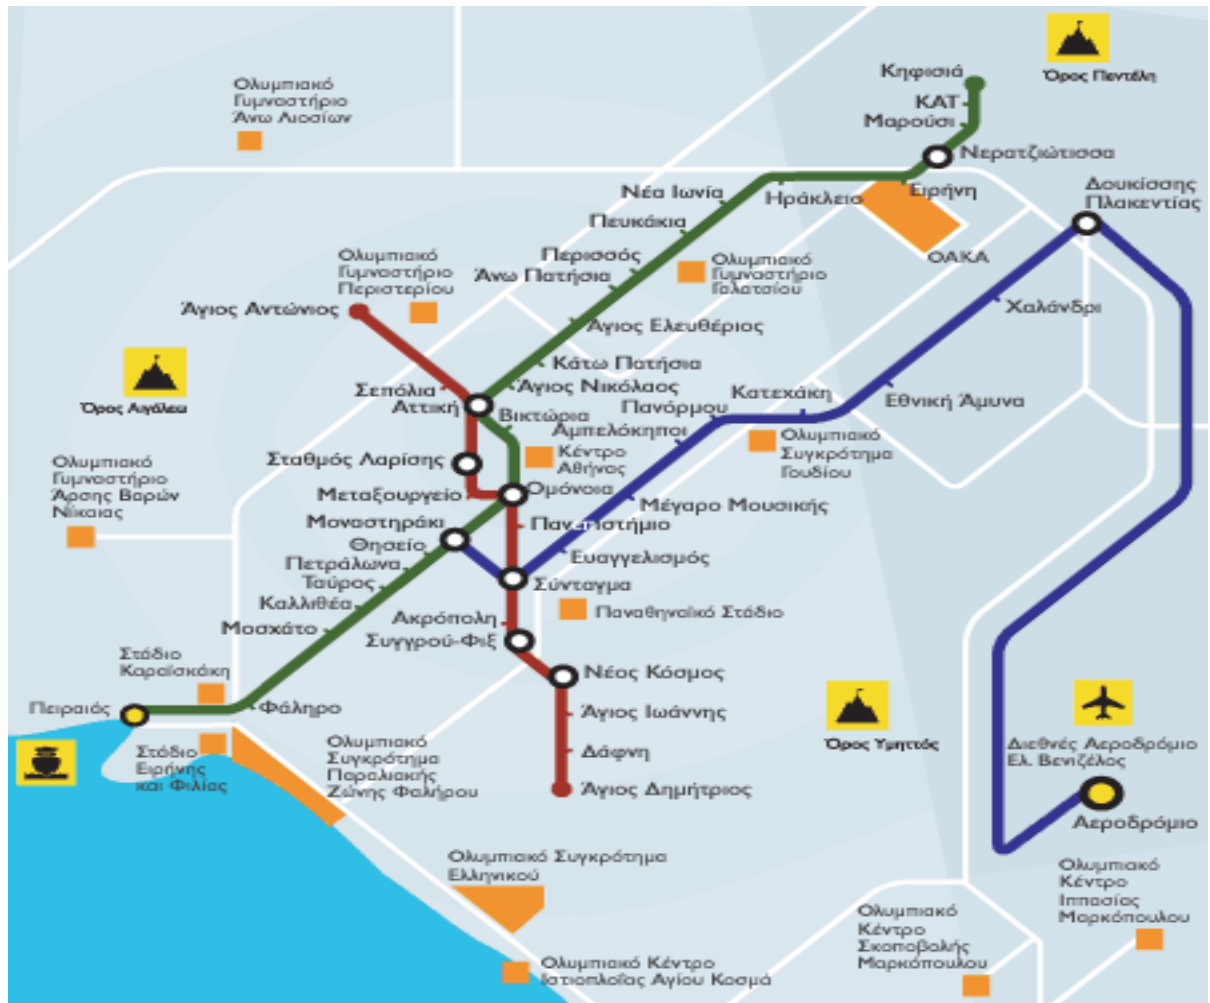 Κηφισιά
Όρος Πεντέλη
ΚΑΤ
Μαρούσι
Ολυμπιακό
Γυμναστήριο
Άνω Λιοσίων
Νερατζιώτισσα
Νέα Ιωνία
Ηράκλειο
Ειρήνη
Δουκίσσης
Πλακεντίας
Πευκάκια
ΟΑΚΑ
Περισσός
Άνω Πατήσια
Ολυμπιακό
Γυμναστήριο
Γαλατσίου
Ολυμπιακό
Γυμναστήριο
Περιστερίου
Χαλάνδρι
Άγιος Αντώνιος
Άγιος Ελευθέριος
Κάτω Πατήσια
Όρος Αιγάλεω
Σεπόλια
Άγιος Νικόλαος
Κατεχάκη
Εθνική Άμυνα
Αττική
Βικτώρια
Πανόρμου
Αμπελόκηποι
Ολυμπιακό
Συγκρότημα
Γουδίου
Κέντρο
Αθήνας
Σταθμός Λαρίσης
Ολυμπιακό
Γυμναστήριο
Άρσης Βαρών
Νίκαιας
Μεταξουργείο
Ομόνοια
Μέγαρο Μουσικής
Μοναστηράκι
Πανεπιστήμιο
Θησείο
Ευαγγελισμός
Πετράλωνα
Ταύρος
Σύνταγμα
Καλλιθέα
Παναθηναϊκό Στάδιο
Ακρόπολη
Μοσχάτο
Συγγρού-Φιξ
Στάδιο
Καραϊσκάκη
Νέος Κόσμος
Πειραιάς
Φάληρο
Άγιος Ιωάννης
Στάδιο
Ειρήνης
και Φιλίας
Ολυμπιακό
Συγκρότημα
Παραλιακής
Ζώνης Φαλήρου
Δάφνη
Άγιος Δημήτριος
Όρος Υμηττός
Διεθνές Αεροδρόμιο
Ελ. Βενιζέλος
Αεροδρόμιο
Ολυμπιακό Συγκρότημα
Ελληνικού
Ολυμπιακό
Κέντρο
Ιππασίας
Μαρκόπουλου
Ολυμπιακό
Κέντρο
Σκοποβολής
Μαρκόπουλου
Ολυμπιακό Κέντρο
Ιστιοπλοΐας Αγίου Κοσμά